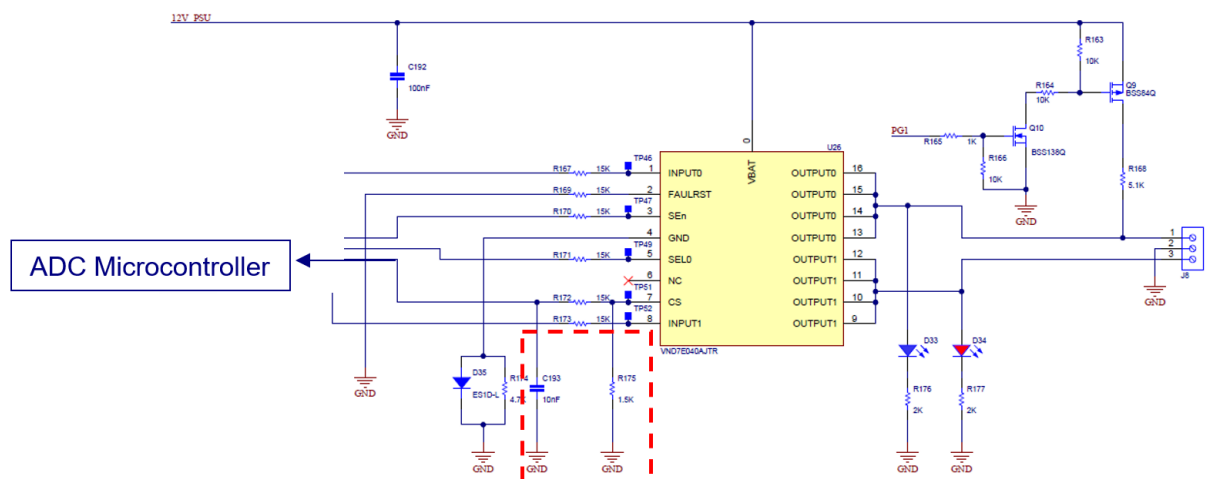 12V PSU
C192
100nF
GND
R163
10K
R164
10K
Q9
BSS84Q
Q10
BSS138Q
PG1
R165
1K
R166
10K
GND
R168
5.1K
U26
0
VBAT
R167 15K TP46 1 INPUT0 OUTPUT0 16
R169 15K 2 FAULRST OUTPUT0 15
R170 15K TP47 3 SEn OUTPUT0 14
4 GND OUTPUT0 13
R171 15K TP49 5 SEL0 OUTPUT1 12
6 NC OUTPUT1 11
R172 15K TP51 7 CS OUTPUT1 10
R173 15K TP52 8 INPUT1 OUTPUT1 9
VND7E040AJTR
ADC Microcontroller
1
2
3
J8
GND
D35
ES1D-L
4.7
C193
10nF
R175
1.5K
D33
D34
R176
2K
R177
2K
GND
GND
GND
GND
GND
GND